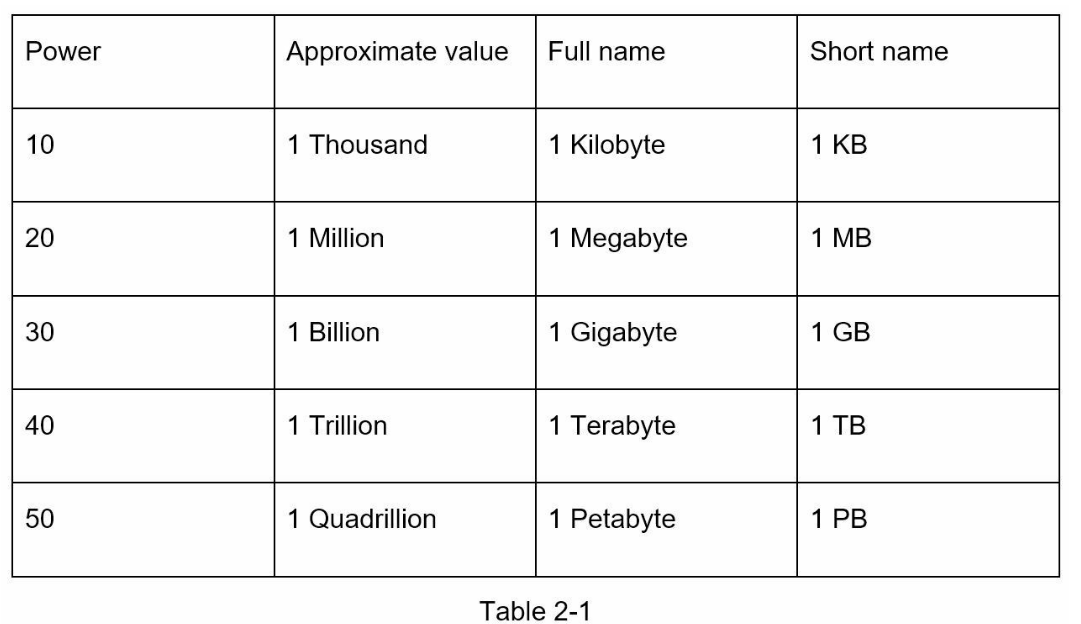 Power Approximate value Full name Short name
10 1 Thousand 1 Kilobyte 1 KB
20 1 Million 1 Megabyte 1 MB
30 1 Billion 1 Gigabyte 1 GB
40 1 Trillion 1 Terabyte 1 TB
50 1 Quadrillion 1 Petabyte 1 PB
Table 2-1